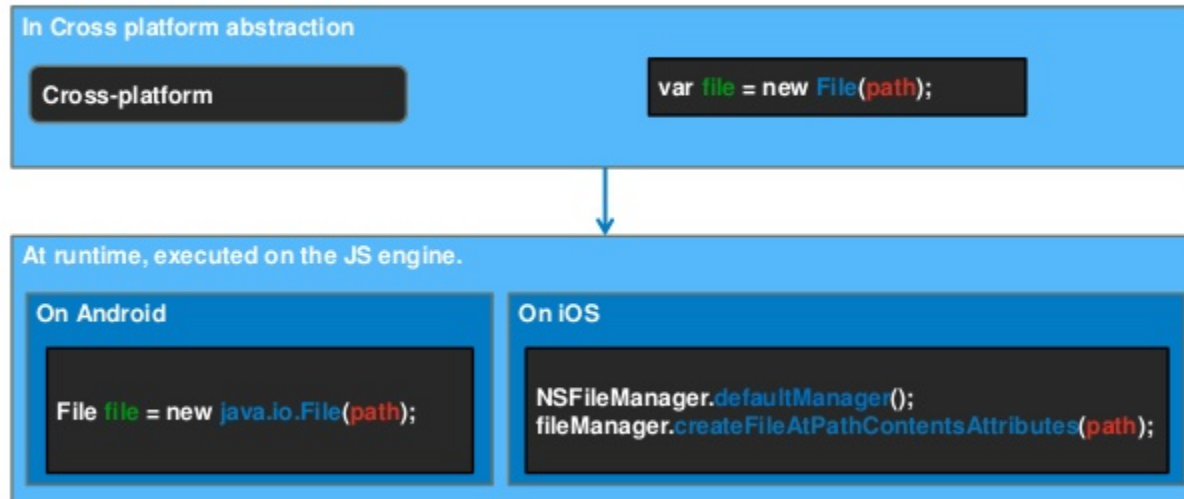 In Cross platform abstraction
Cross-platform
var file = new File(path);
At runtime, executed on the JS engine.
On Android
File file = new java.io.File(path);
On iOS
NSFileManager.defaultManager();
fileManager.createFileAtPathContentsAttributes(path);